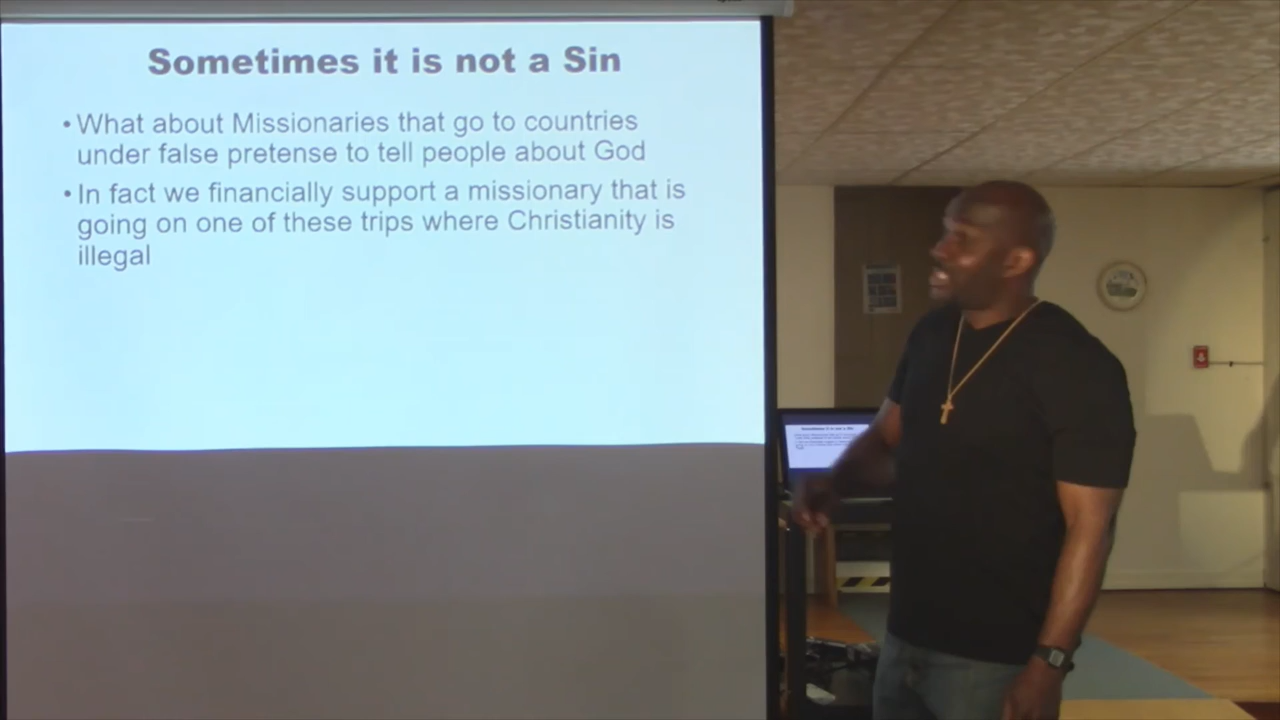 Sometimes it is not a Sin
• What about Missionaries that go to countries
under false pretense to tell people about God
• In fact we financially support a missionary that is
going on one of these trips where Christianity is
illegal